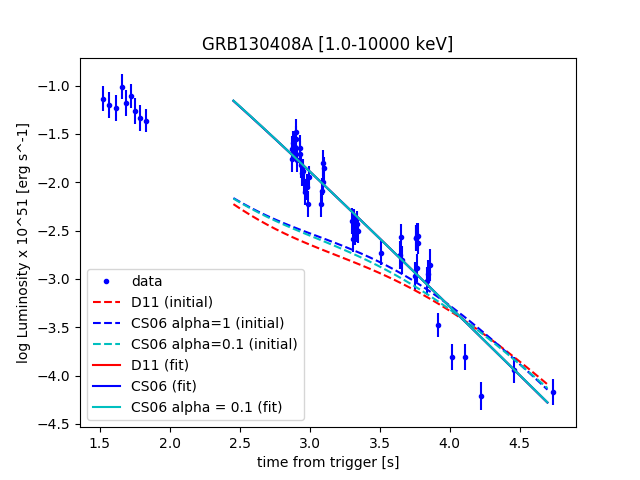 GRB130408A [1.0-10000 keV]
log Luminosity x 10^51 [erg s^-1]
−1.0
−1.5
−2.0
−2.5
−3.0
−3.5
−4.0
−4.5
data
D11 (initial)
CS06 alpha=1 (initial)
CS06 alpha=0.1 (initial)
D11 (fit)
CS06 (fit)
CS06 alpha = 0.1 (fit)
1.5 2.0 2.5 3.0 3.5 4.0 4.5
time from trigger [s]